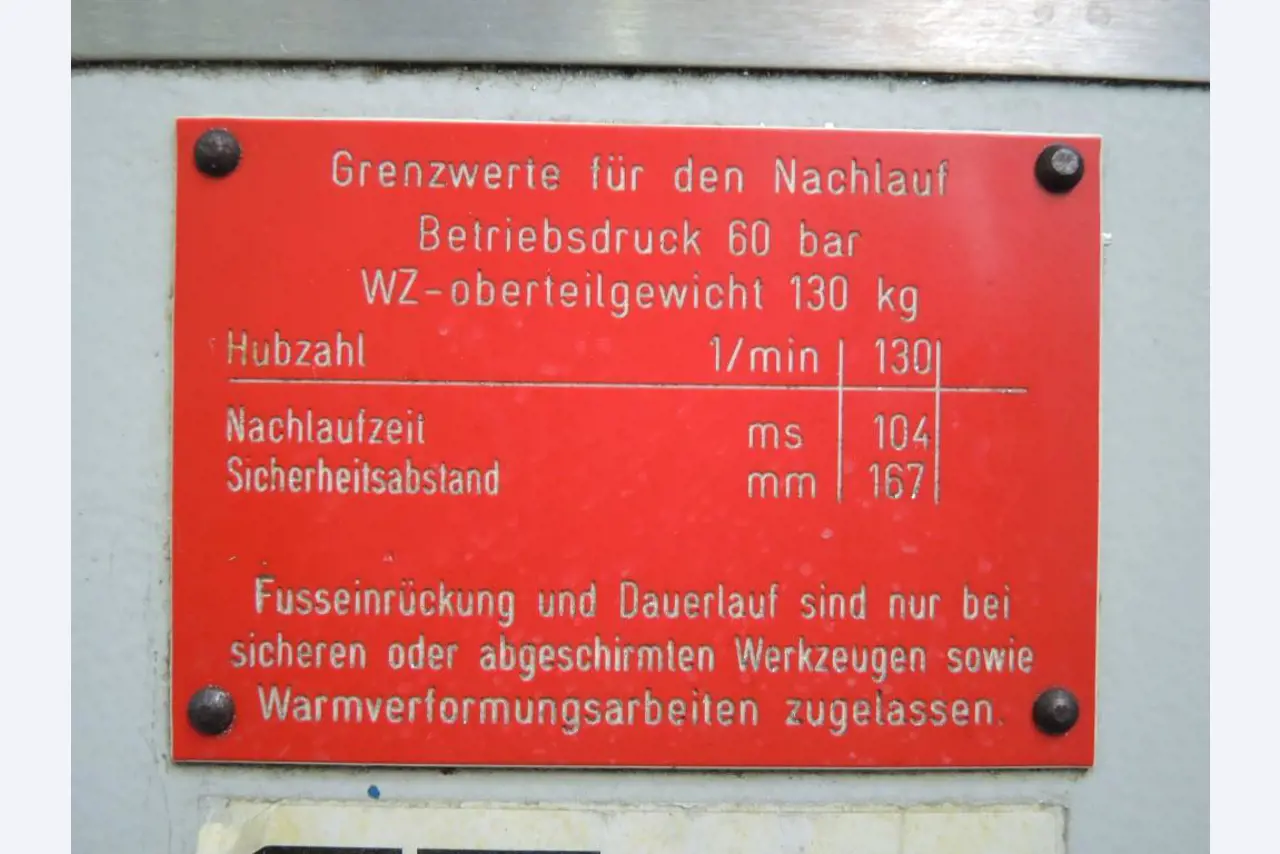 Grenzwerte für den Nachlauf
Betriebsdruck 60 bar
WZ-oberteilgewicht 130 kg
Hubzahl 1/min 130
Nachlaufzeit ms 104
Sicherheitsabstand mm 167
Fusseinrückung und Dauerlauf sind nur bei
sicheren oder abgeschirmten Werkzeugen sowie
Warmverformungsarbeiten zugelassen.